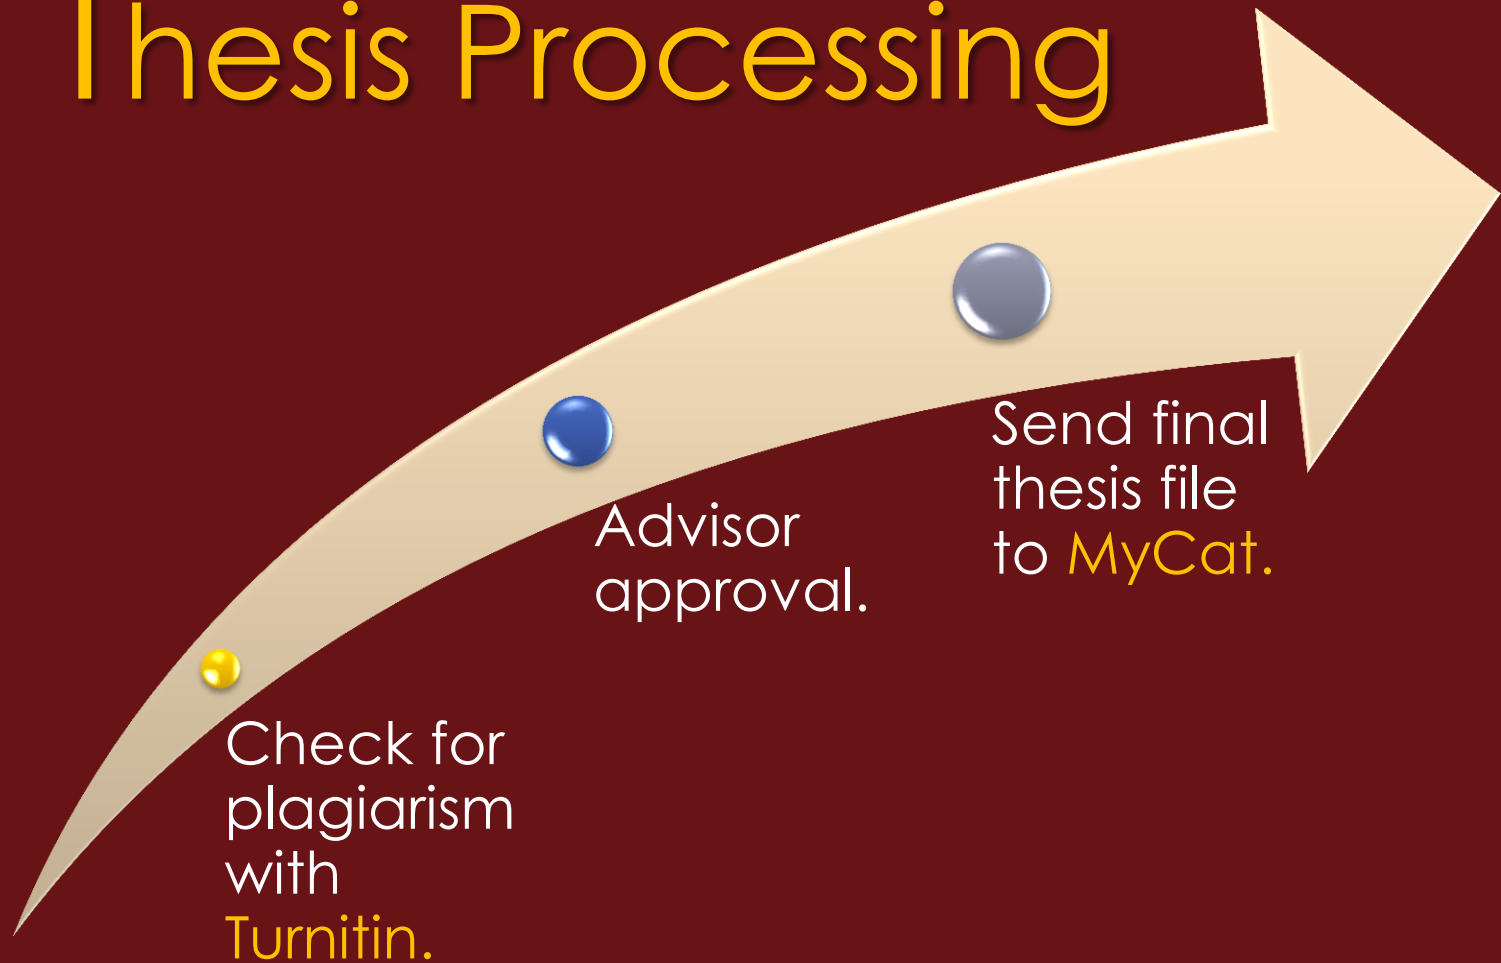 Thesis Processing
Check for
plagiarism
with
Turnitin.
Advisor
approval.
Send final
thesis file
to MyCat.